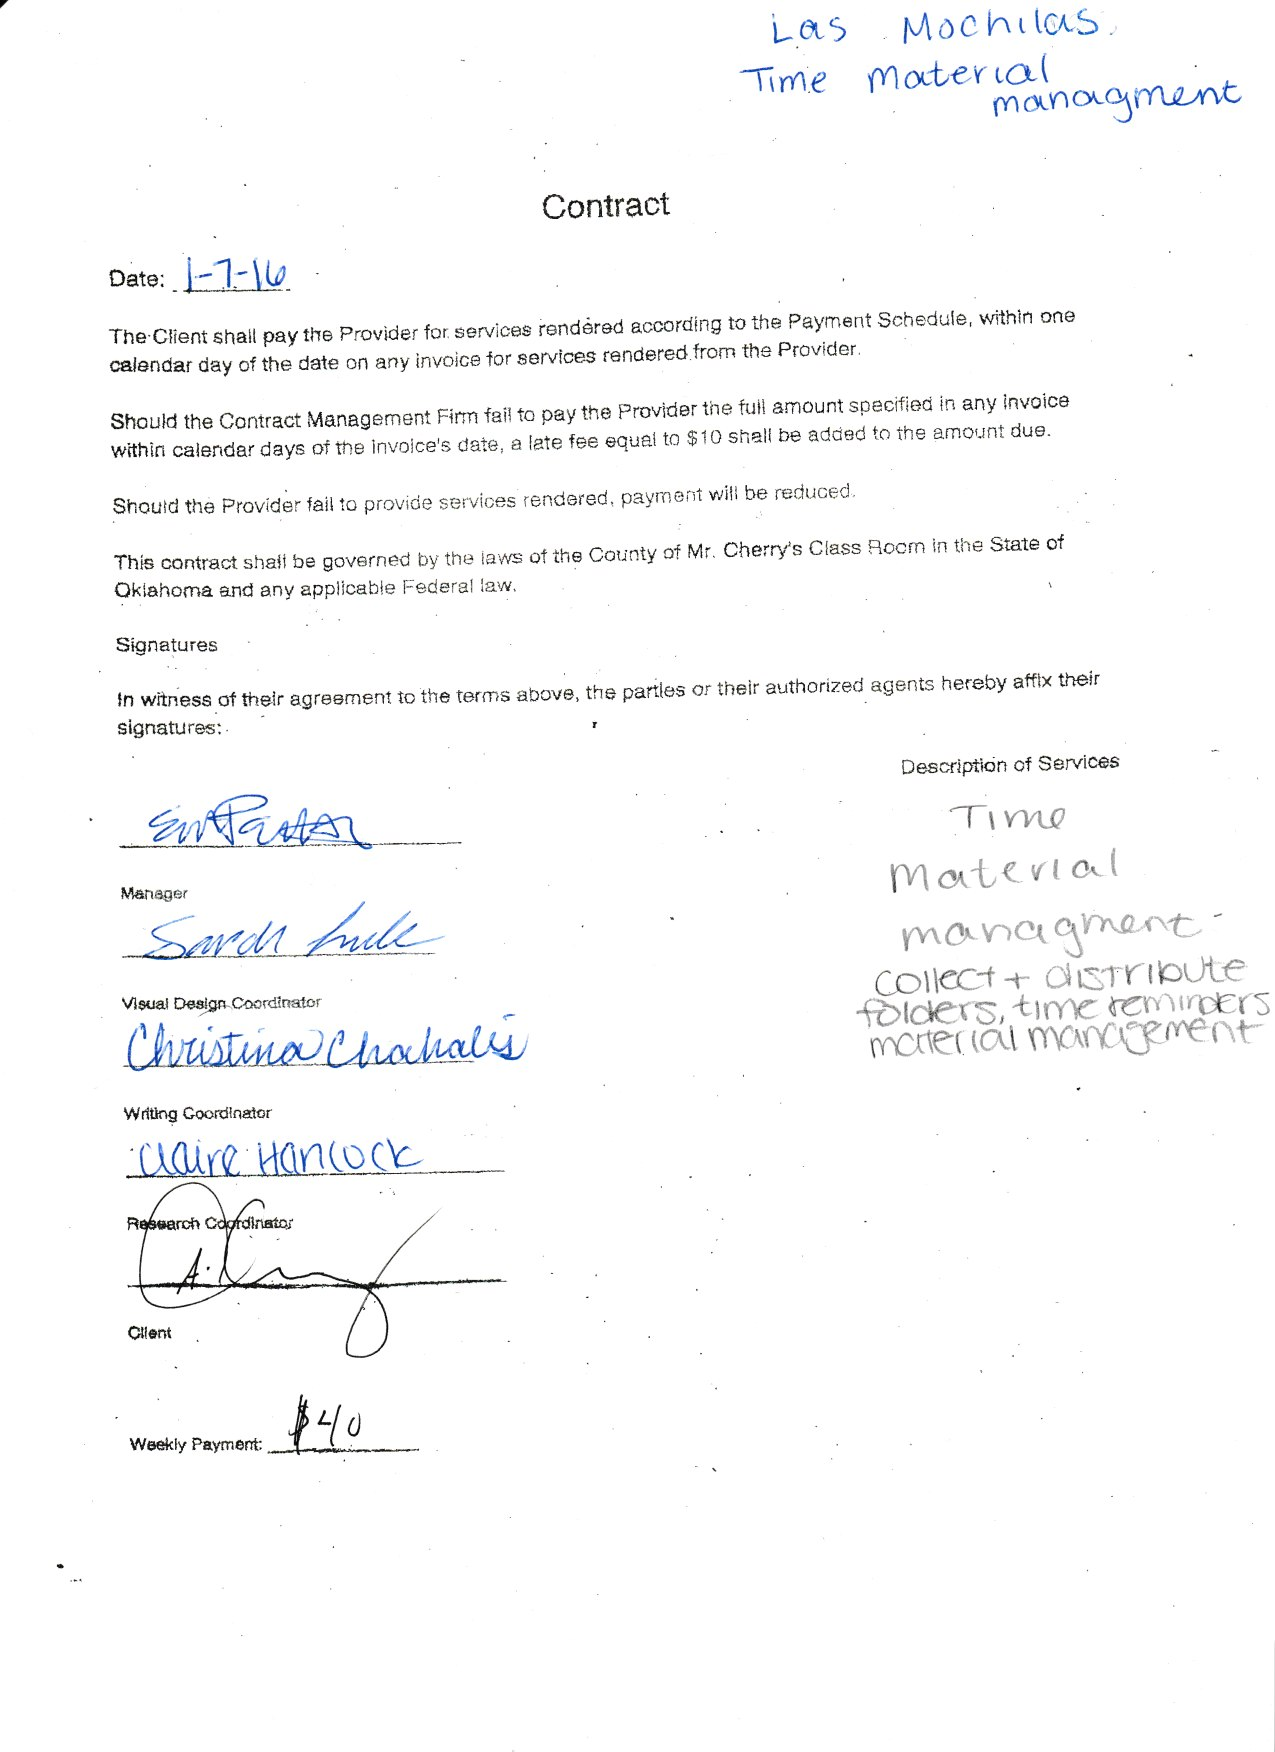 Las Mochilas
Time Material
managment
Contract
Date: 1-7-16
The Client shall pay the Provider for services rendered according to the Payment Schedule, within one
calendar day of the date on any invoice for services rendered from the Provider.
Should the Contract Management Firm fail to pay the Provider the full amount specified in any invoice
within calendar days of the invoice's date, a late fee equal to $10 shall be added to the amount due.
Should the Provider fail to provide services rendered, payment will be reduced.
This contract shall be governed by the laws of the County of Mr. Cherry's Class Room in the State of
Oklahoma and any applicable Federal law.
Signatures
In witness of their agreement to the terms above, the parties or their authorized agents hereby affix their
signatures:
Description of Services
Time
Material
managment -
collect + distribute
folders, time reminders
material management
Manager
Sarah
Visual Design Coordinator
Christina Chahalis
Writing Coordinator
Claire Hancock
Research Coordinator
Client
Weekly Payment: $40